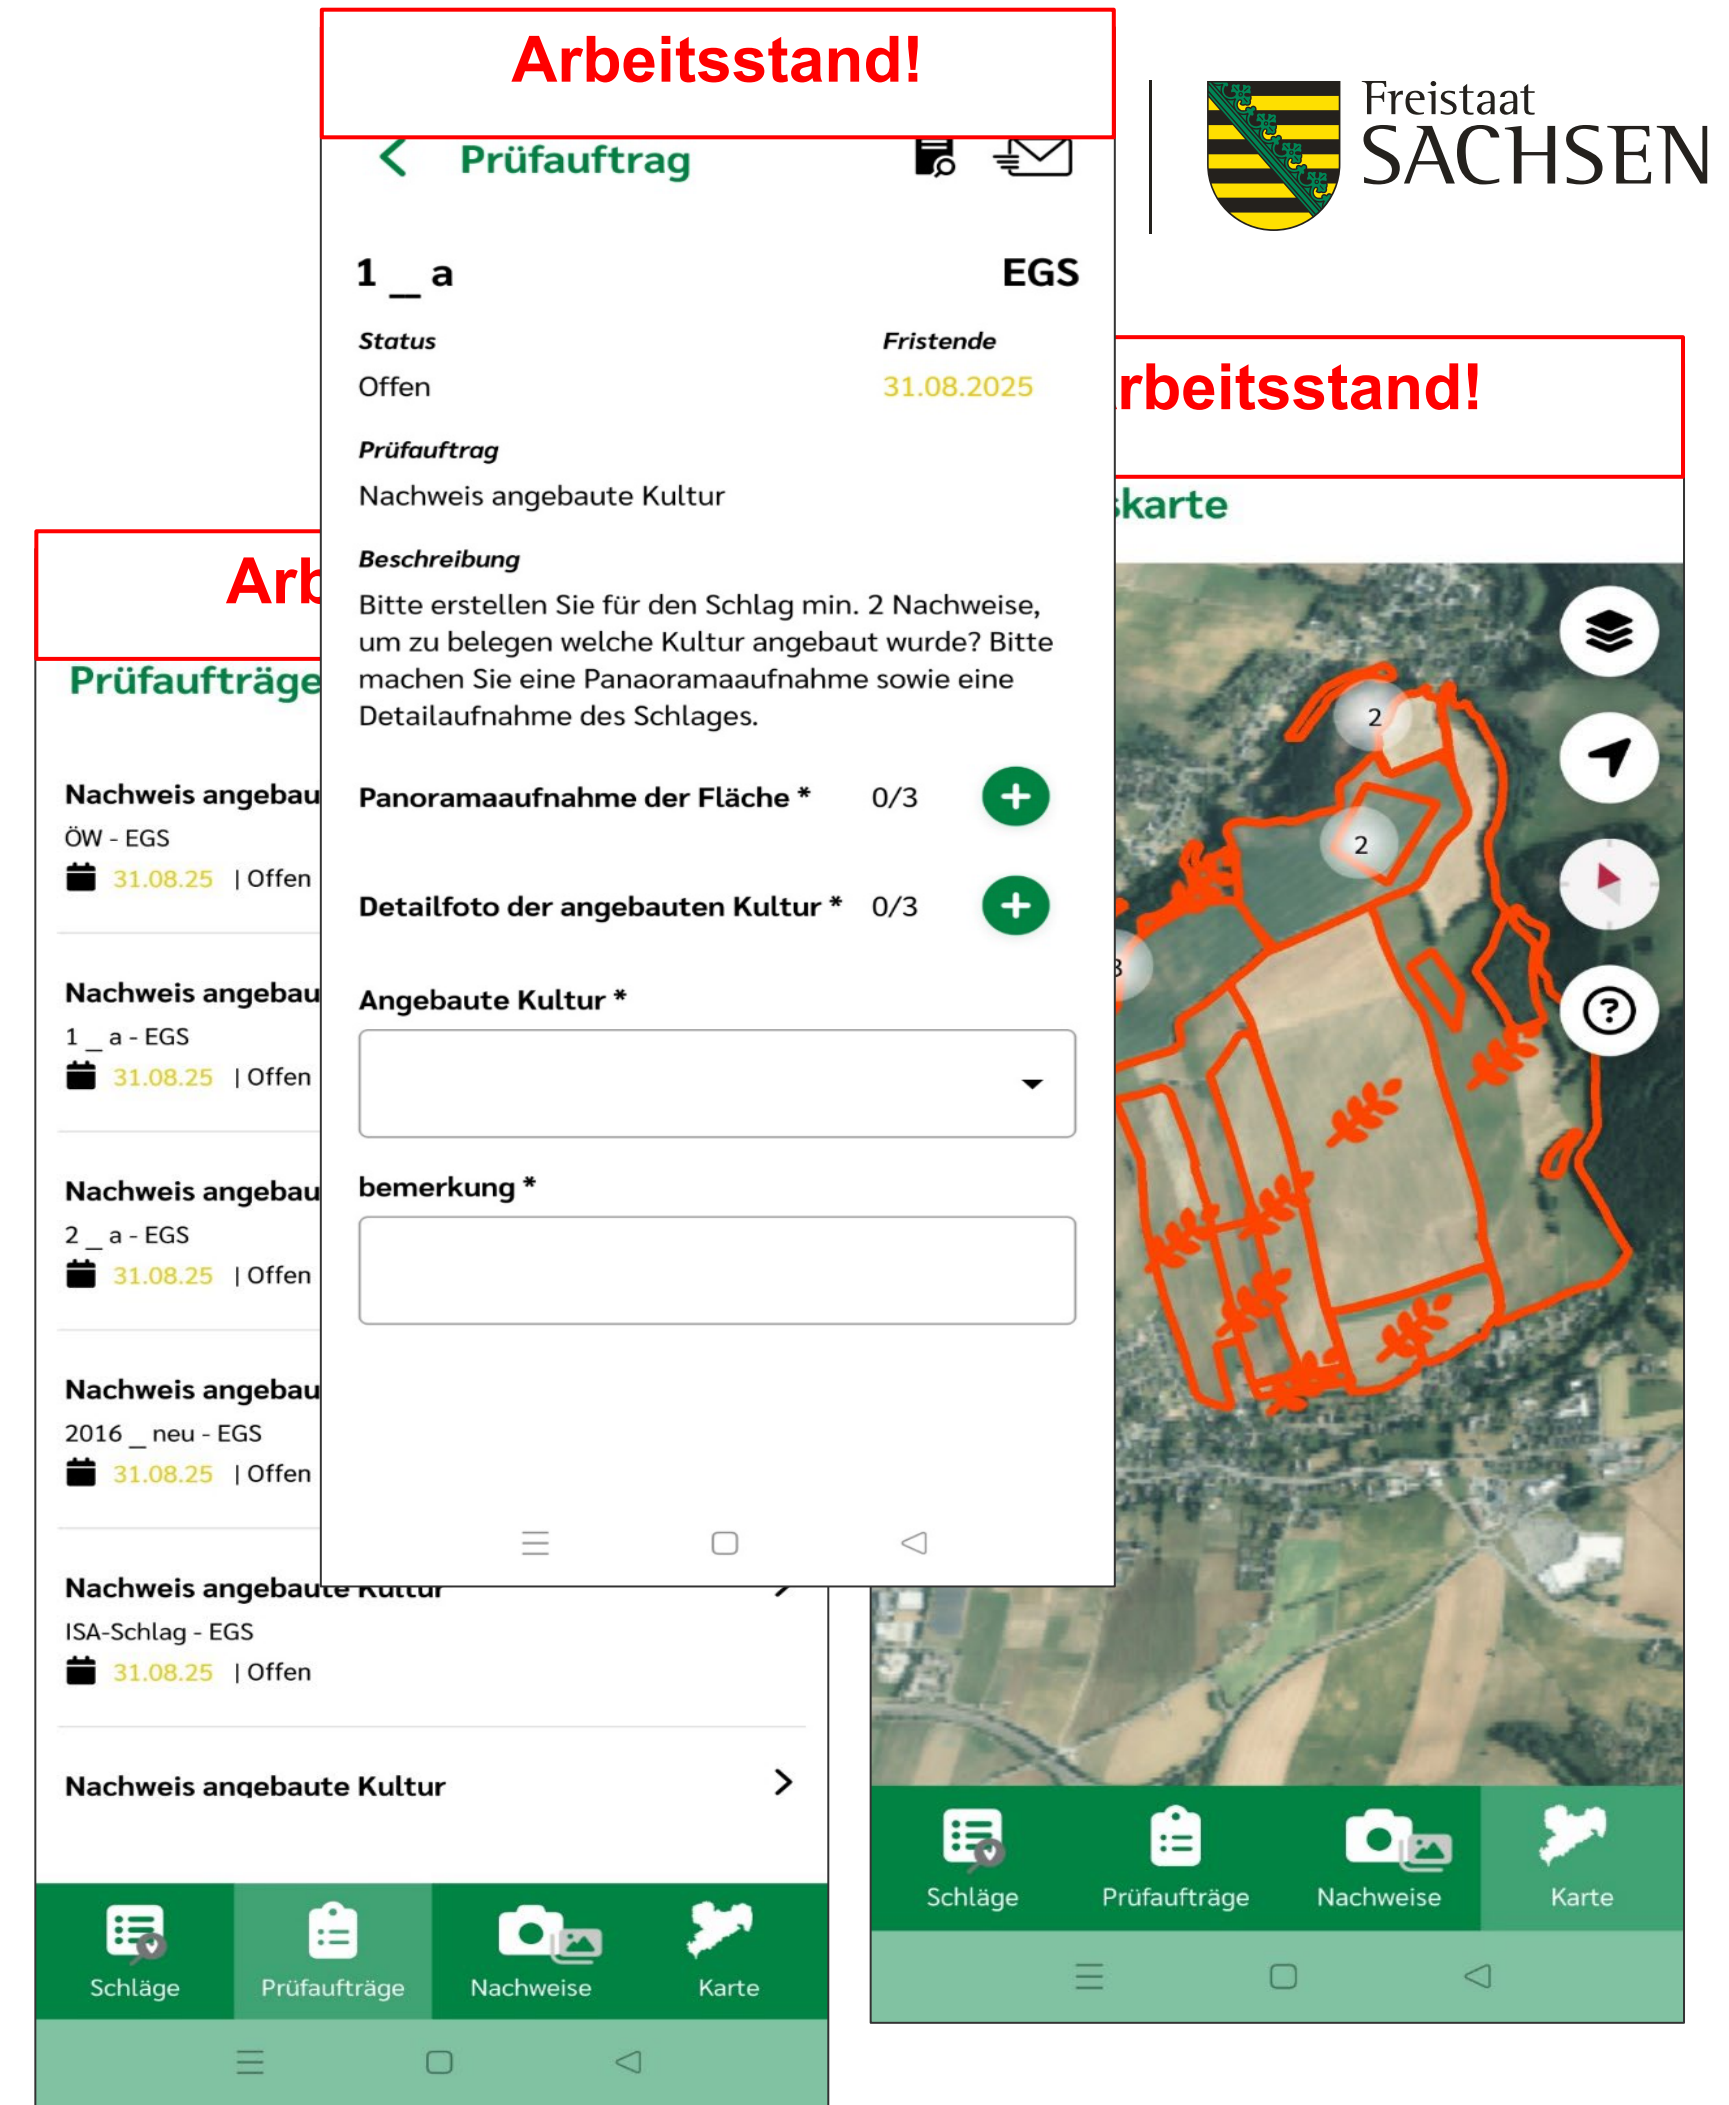 Arbeitsstand!
Freistaat
SACHSEN
Prüfauftrag
1 _ a
EGS
Status
Fristende
Offen
31.08.2025
Prüfauftrag
Nachweis angebaute Kultur
Beschreibung
Bitte erstellen Sie für den Schlag min. 2 Nachweise,
um zu belegen welche Kultur angebaut wurde? Bitte
machen Sie eine Panaoramaaufnahme sowie eine
Detailaufnahme des Schlages.
Panoramaaufnahme der Fläche * 0/3
Detailfoto der angebauten Kultur * 0/3
Angebaute Kultur *
bemerkung *
rbeitsstand!
skarte
2
2
3
Schläge
Prüfaufträge
Nachweise
Karte
Arb
Prüfaufträge
Nachweis angebau
ÖW - EGS
31.08.25 | Offen
Nachweis angebau
1 _ a - EGS
31.08.25 | Offen
Nachweis angebau
2 _ a - EGS
31.08.25 | Offen
Nachweis angebau
2016 _ neu - EGS
31.08.25 | Offen
Nachweis angebaute Kultur
ISA-Schlag - EGS
31.08.25 | Offen
Nachweis angebaute Kultur
Schläge
Prüfaufträge
Nachweise
Karte